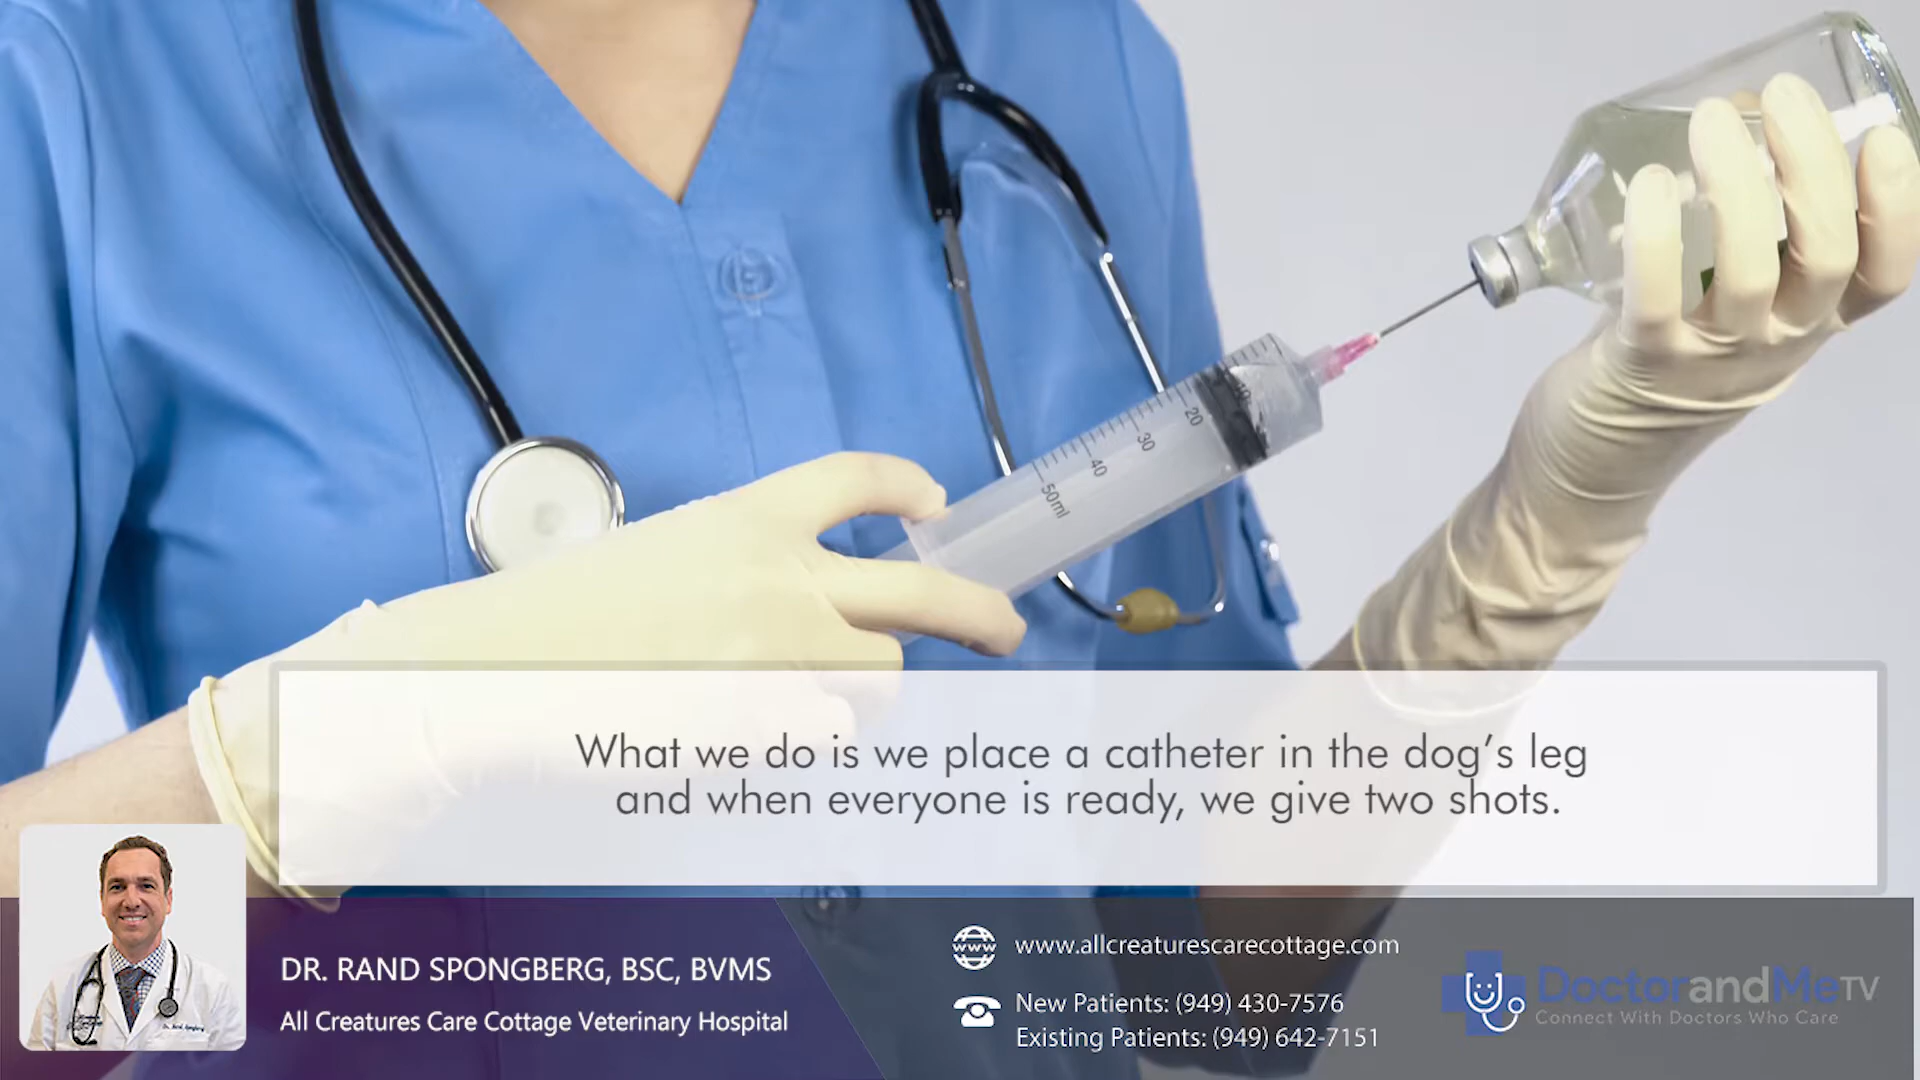 20
30
40
50ml
What we do is we place a catheter in the dog’s leg
and when everyone is ready, we give two shots.
DR. RAND SPONGBERG, BSC, BVMS
All Creatures Care Cottage Veterinary Hospital
www
www.allcreaturescarecottage.com
New Patients: (949) 430-7576
Existing Patients: (949) 642-7151
DoctorandMeTV
Connect With Doctors Who Care